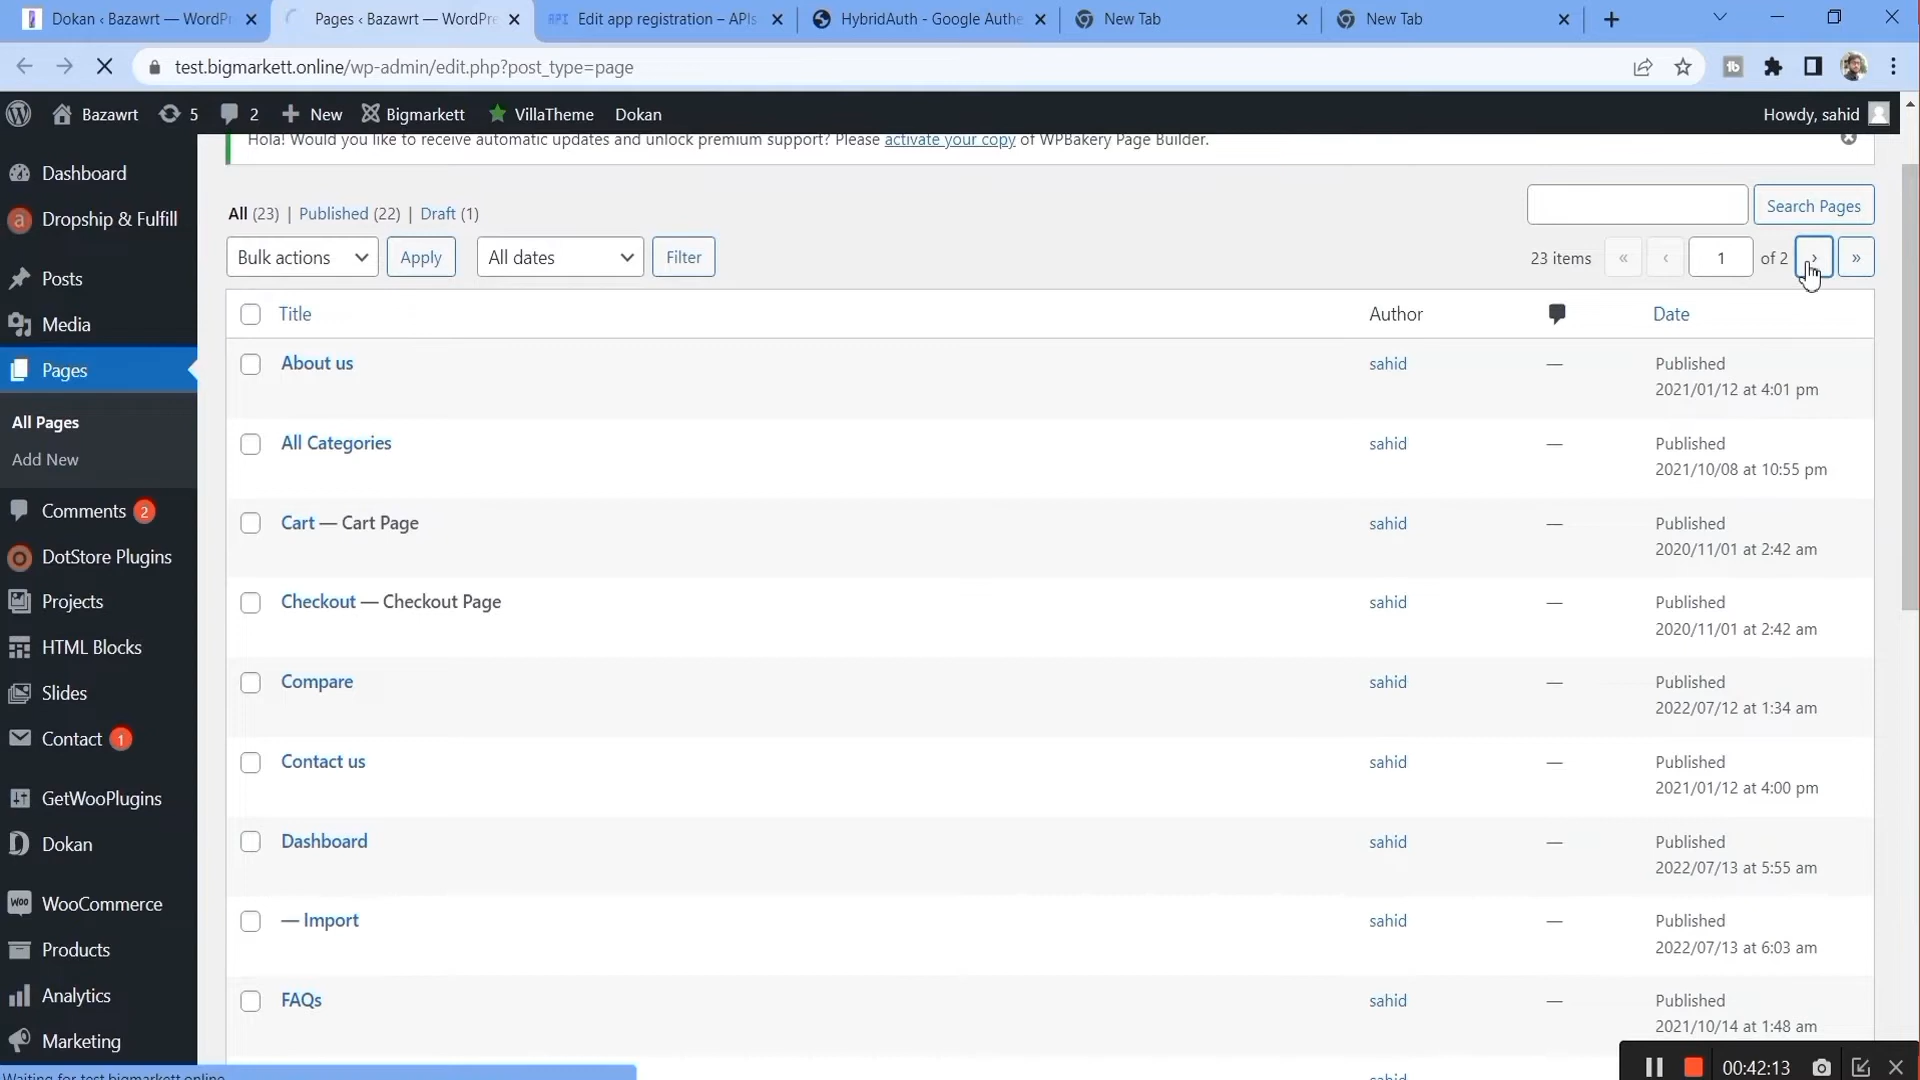 Dokan ‹ Bazawrt — WordPr
Pages ‹ Bazawrt — WordPre
API Edit app registration – APIs
HybridAuth - Google Authe
New Tab
New Tab
test.bigmarkett.online/wp-admin/edit.php?post_type=page
Bazawrt 5 2 New Bigmarkett VillaTheme Dokan Howdy, sahid
Hola! Would you like to receive automatic updates and unlock premium support? Please activate your copy of WPBakery Page Builder.
Dashboard
Dropship & Fulfill
Posts
Media
Pages
All Pages
Add New
Comments 2
DotStore Plugins
Projects
HTML Blocks
Slides
Contact 1
GetWooPlugins
Dokan
WooCommerce
Products
Analytics
Marketing
All (23) | Published (22) | Draft (1)
Search Pages
Bulk actions Apply All dates Filter
23 items « ‹ 1 of 2 › »
Title Author Date
About us sahid — Published
2021/01/12 at 4:01 pm
All Categories sahid — Published
2021/10/08 at 10:55 pm
Cart — Cart Page sahid — Published
2020/11/01 at 2:42 am
Checkout — Checkout Page sahid — Published
2020/11/01 at 2:42 am
Compare sahid — Published
2022/07/12 at 1:34 am
Contact us sahid — Published
2021/01/12 at 4:00 pm
Dashboard sahid — Published
2022/07/13 at 5:55 am
— Import sahid — Published
2022/07/13 at 6:03 am
FAQs sahid — Published
2021/10/14 at 1:48 am
sahid
Waiting for test.bigmarkett.online
00:42:13